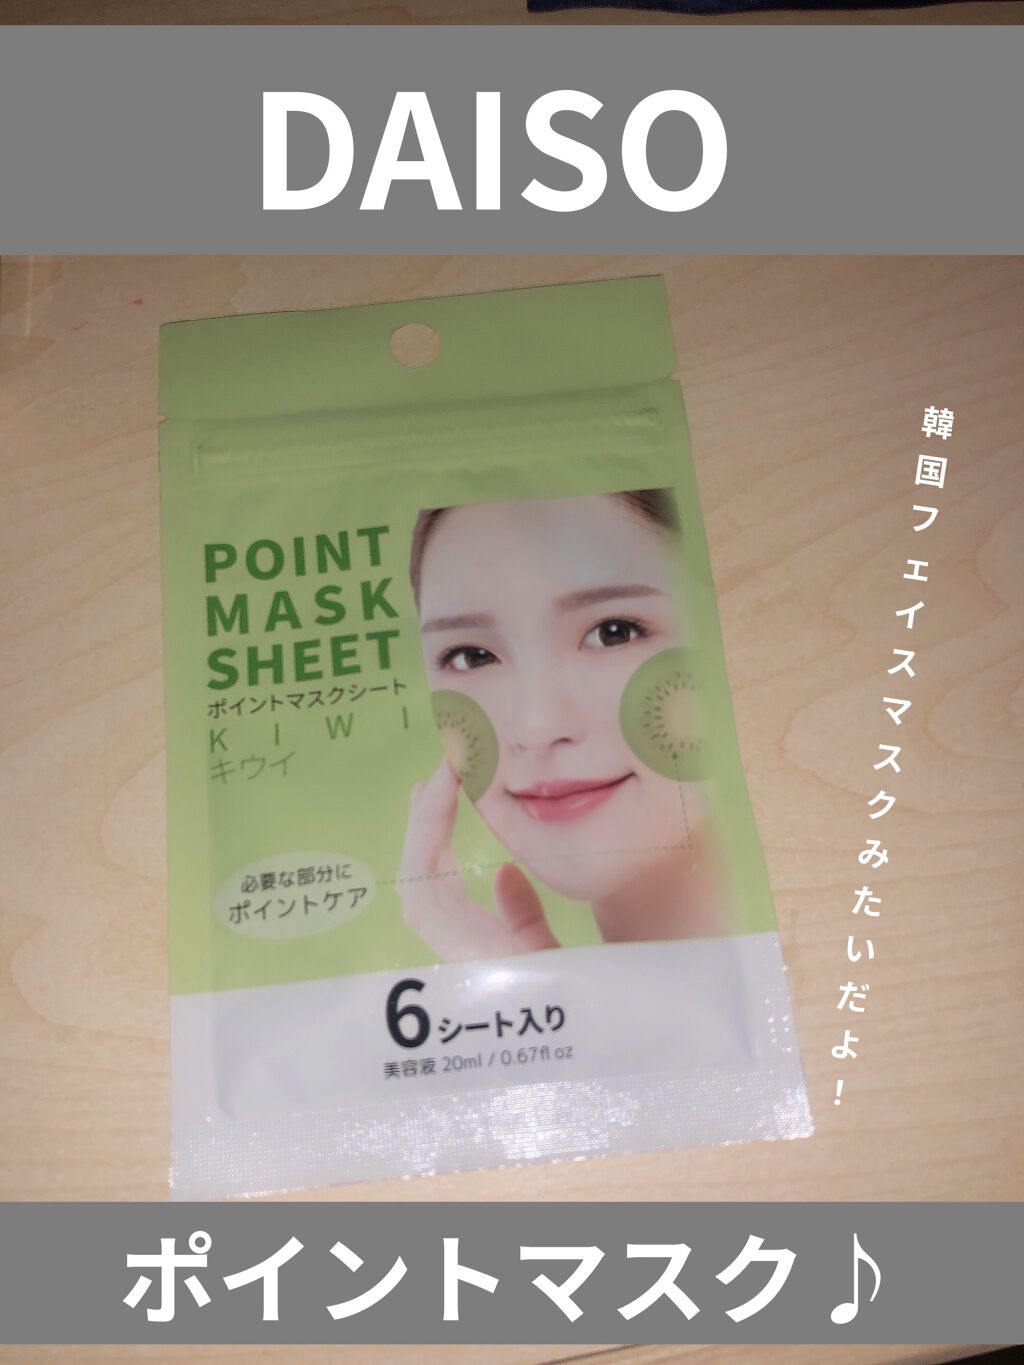 DAISO
韓国フェイスマスクみたいだよ!
POINT
MASK
SHEET
ポイントマスクシート
KIWI
キウイ
必要な部分に
ポイントケア
6シート入り
美容液 20ml / 0.67fl oz
ポイントマスク♪